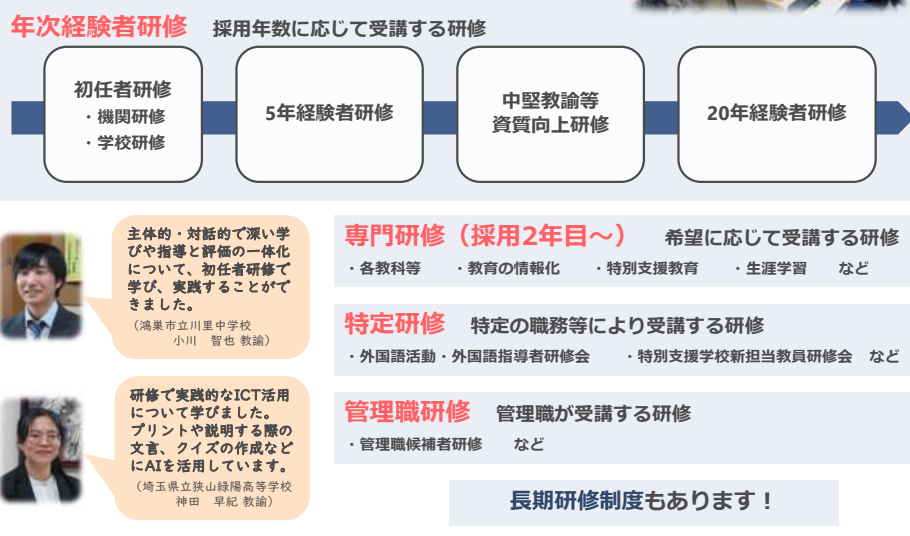 年次経験者研修 採用年数に応じて受講する研修
初任者研修
・機関研修
・学校研修
5年経験者研修
中堅教諭等
資質向上研修
20年経験者研修
主体的・対話的で深い学
びや指導と評価の一体化
について、初任者研修で
学び、実践することがで
きました。
(鴻巣市立川里中学校
小川 智也 教諭)
研修で実践的なICT活用
について学びました。
プリントや説明する際の
文言、クイズの作成など
にAIを活用しています。
(埼玉県立狭山緑陽高等学校
神田 早紀 教諭)
専門研修(採用2年目~) 希望に応じて受講する研修
・各教科等 ・教育の情報化 ・特別支援教育 ・生涯学習 など
特定研修 特定の職務等により受講する研修
・外国語活動・外国語指導者研修会 ・特別支援学校新担当教員研修会 など
管理職研修 管理職が受講する研修
・管理職候補者研修 など
長期研修制度もあります!